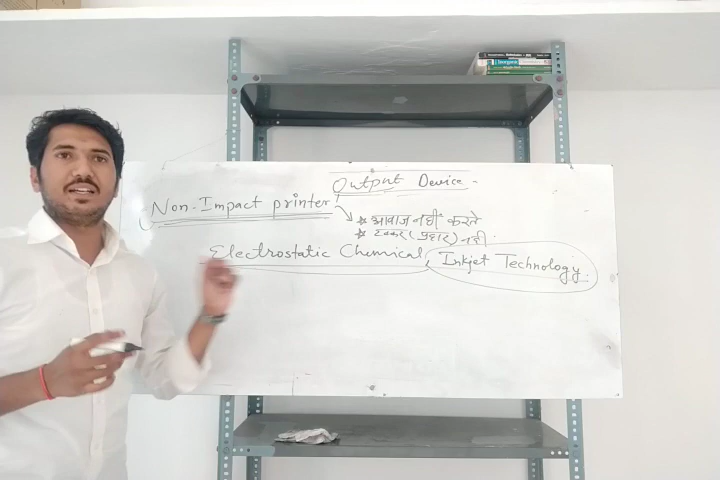 Output Device -
Non-Impact printer!
* आवाज नहीं करते
* टक्कर (प्रहार) नहीं.
Electrostatic Chemical, Inkjet Technology.